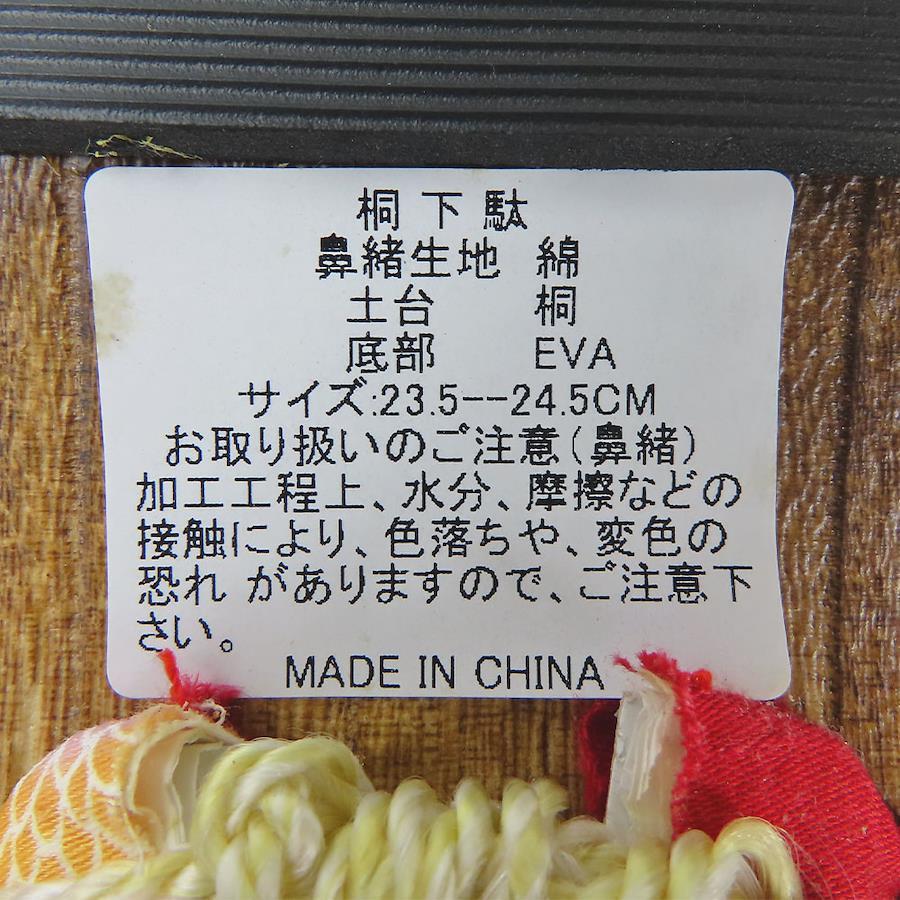 桐下駄
鼻緒生地 綿
土台 桐
底部 EVA
サイズ:23.5--24.5CM
お取り扱いのご注意(鼻緒)
加工工程上、水分、摩擦などの
接触により、色落ちや、変色の
恐れ がありますので、ご注意下
さい。
MADE IN CHINA